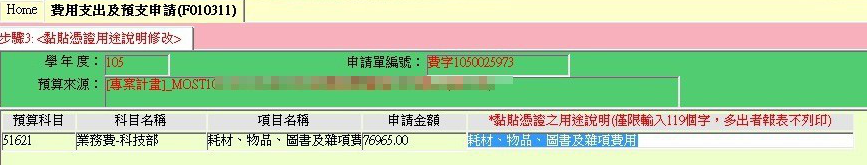 Home 費用支出及預支申請(F010311)
步驟3: <黏貼憑證用途說明修改>
學 年 度： 105 申請單編號： 費字1050025973
預算來源： [專案計畫]_MOST10
預算科目 科目名稱 項目名稱 申請金額 *黏貼憑證之用途說明(僅限輸入119個字，多出者報表不列印)
51621 業務費-科技部 耗材、物品、圖書及雜項費 76965.00 耗材、物品、圖書及雜項費用